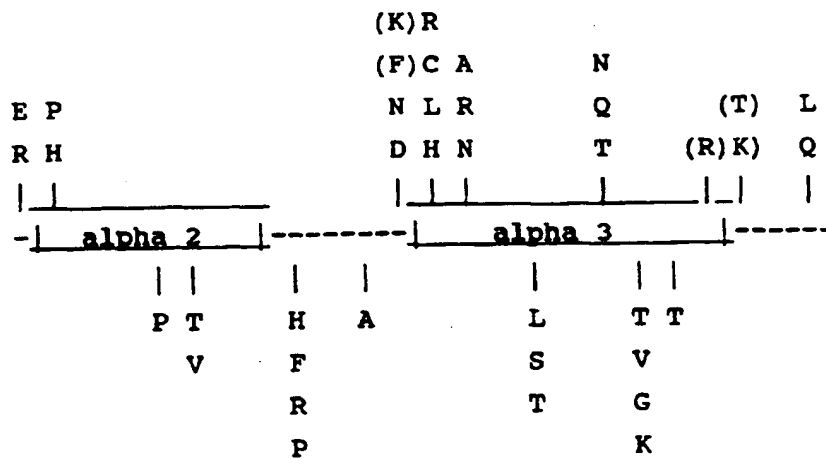 (K) R
(F) C A N
E P N L R Q (T) L
R H D H N T (R) K) Q
alpha 2 alpha 3
P T H A L T T
V F S V
R T G
P K